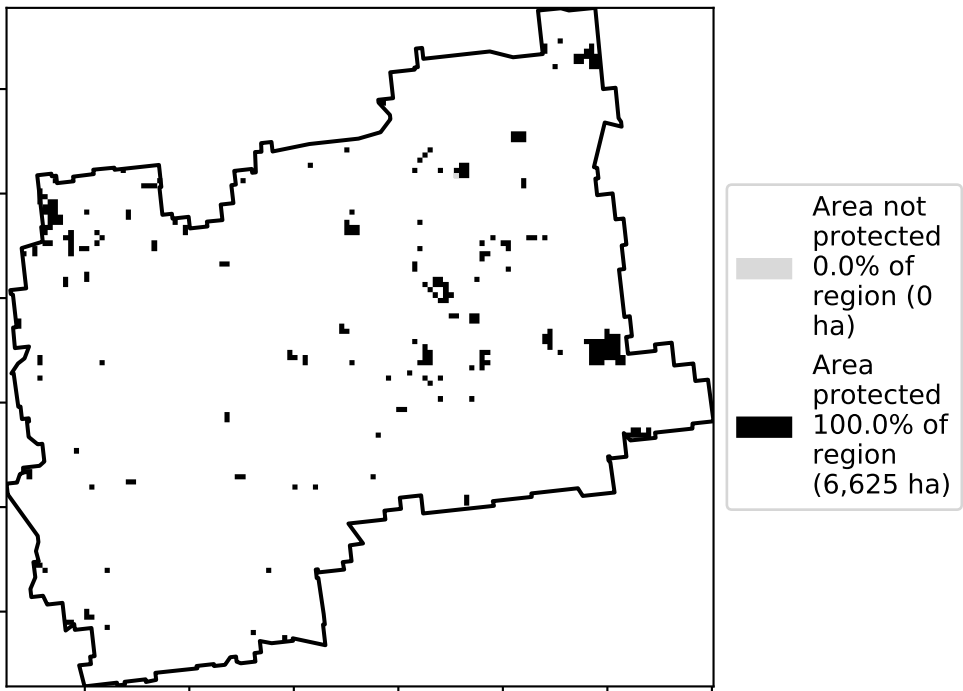 Area not
protected
0.0% of
region (0
ha)
Area
protected
100.0% of
region
(6,625 ha)